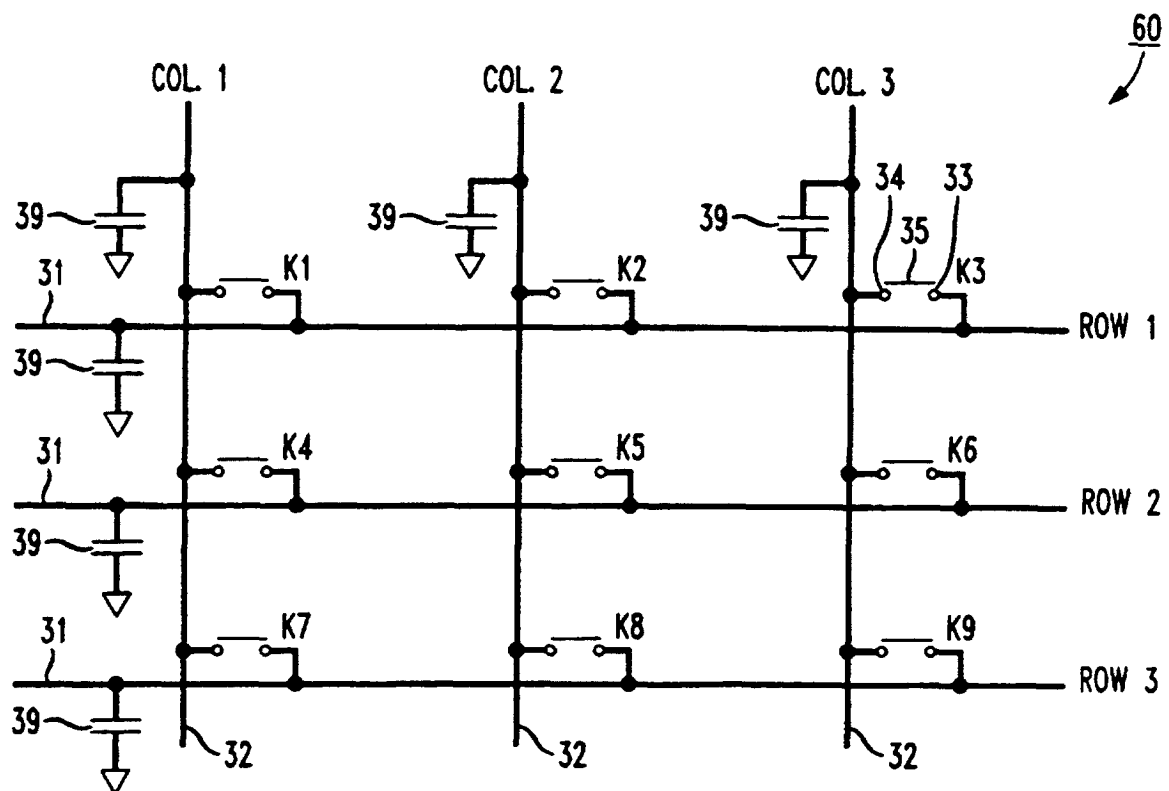 60
COL. 1 COL. 2 COL. 3
39 39 39 34 33
35
31 K1 K2 K3
ROW 1
39
31 K4 K5 K6
ROW 2
39
31 K7 K8 K9
ROW 3
39
32 32 32